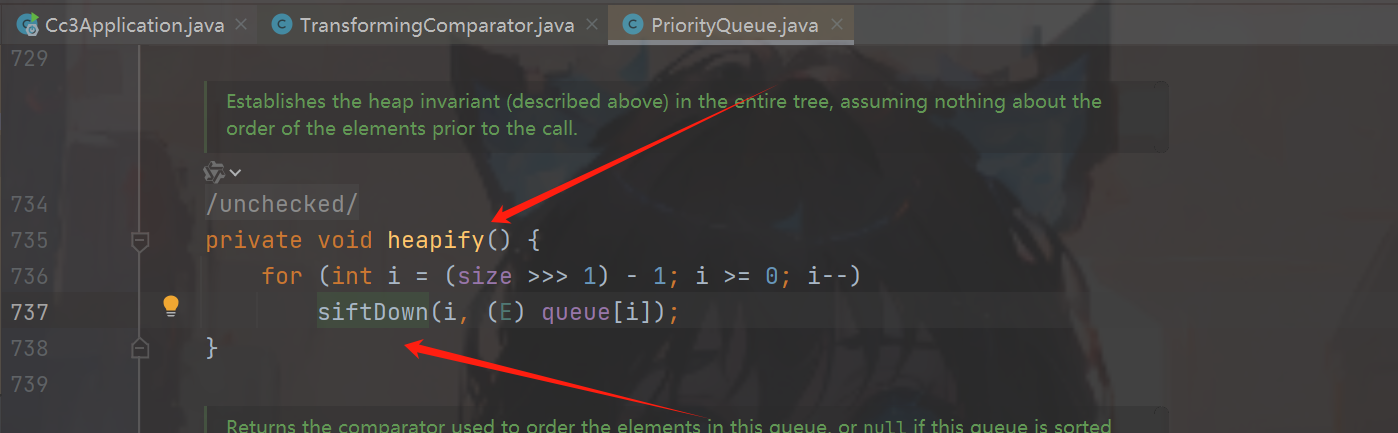 Cc3Application.java TransformingComparator.java PriorityQueue.java
729
Establishes the heap invariant (described above) in the entire tree, assuming nothing about the
order of the elements prior to the call.
734 /unchecked/
735 private void heapify() {
736 for (int i = (size >>> 1) - 1; i >= 0; i--)
737 siftDown(i, (E) queue[i]);
738 }
739
Returns the comparator used to order the elements in this queue, or null if this queue is sorted